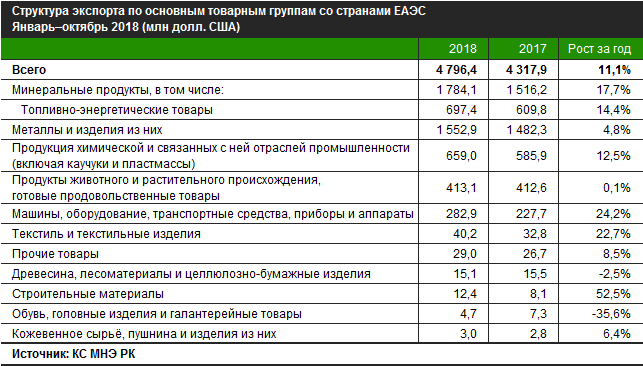 Структура экспорта по основным товарным группам со странами ЕАЭС
Январь–октябрь 2018 (млн долл. США)
2018 2017 Рост за год
Всего 4 796,4 4 317,9 11,1%
Минеральные продукты, в том числе: 1 784,1 1 516,2 17,7%
Топливно-энергетические товары 697,4 609,8 14,4%
Металлы и изделия из них 1 552,9 1 482,3 4,8%
Продукция химической и связанных с ней отраслей промышленности
(включая каучуки и пластмассы) 659,0 585,9 12,5%
Продукты животного и растительного происхождения,
готовые продовольственные товары 413,1 412,6 0,1%
Машины, оборудование, транспортные средства, приборы и аппараты 282,9 227,7 24,2%
Текстиль и текстильные изделия 40,2 32,8 22,7%
Прочие товары 29,0 26,7 8,5%
Древесина, лесоматериалы и целлюлозно-бумажные изделия 15,1 15,5 -2,5%
Строительные материалы 12,4 8,1 52,5%
Обувь, головные изделия и галантерейные товары 4,7 7,3 -35,6%
Кожевенное сырьё, пушнина и изделия из них 3,0 2,8 6,4%
Источник: КС МНЭ РК